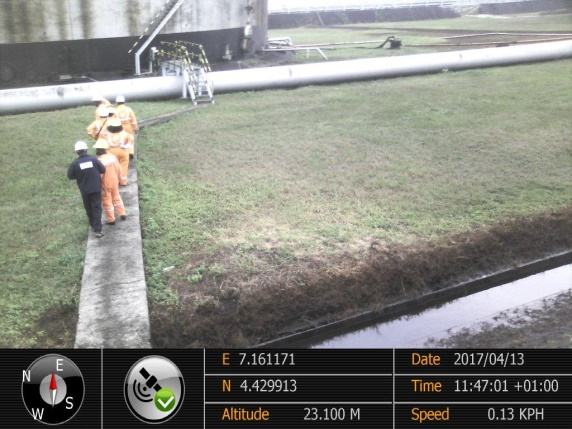 N E W S
E 7.161171 Date 2017/04/13
N 4.429913 Time 11:47:01 +01:00
Altitude 23.100 M Speed 0.13 KPH